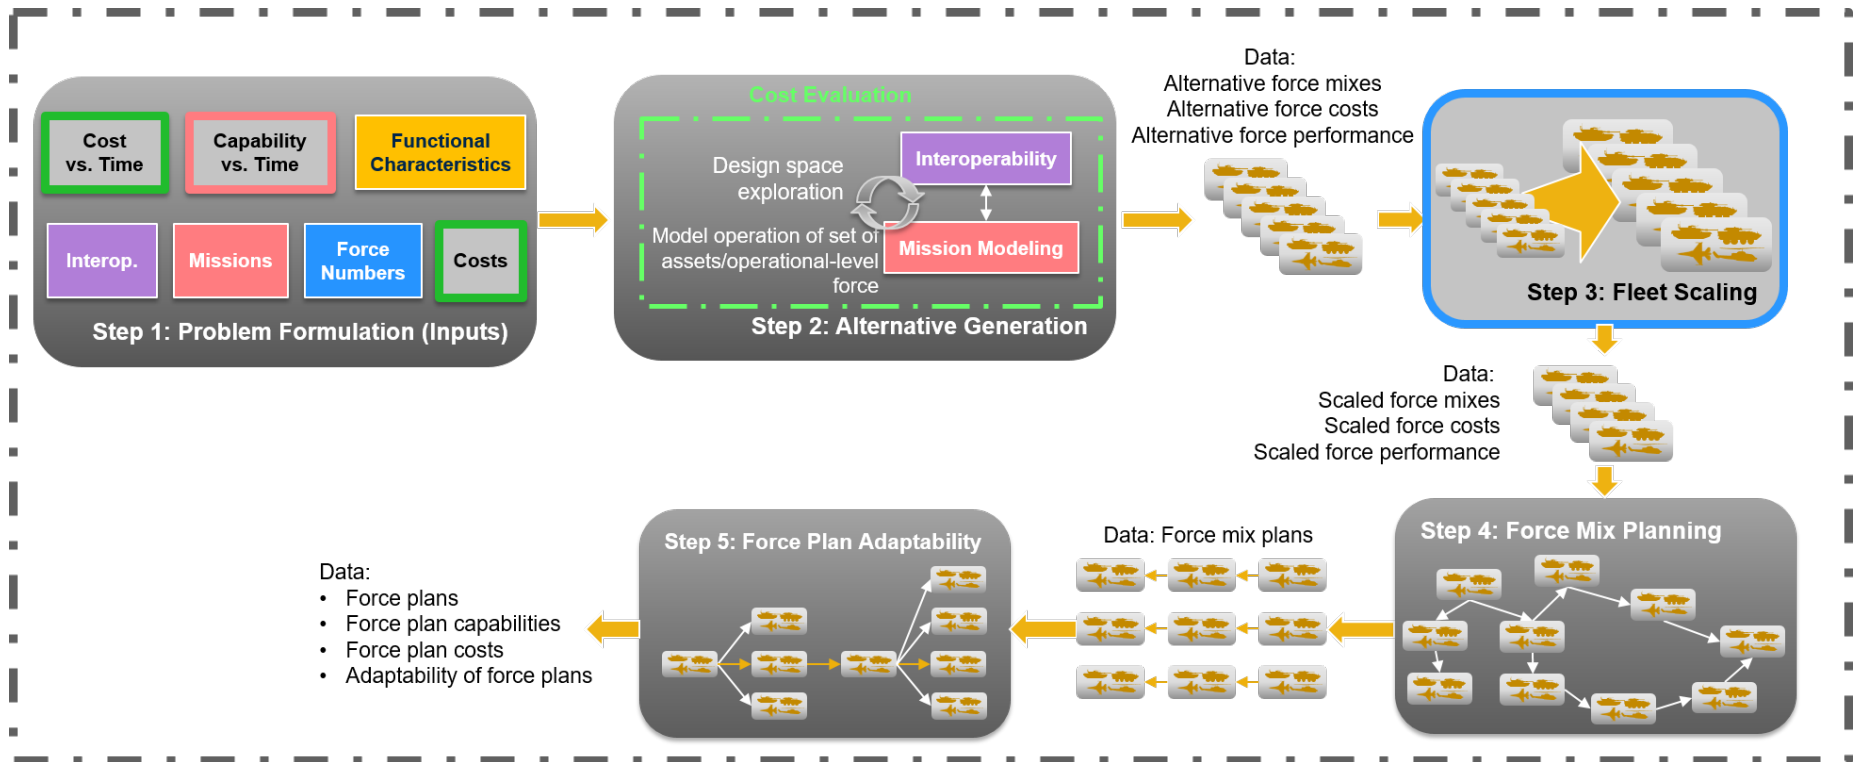 Cost
vs. Time
Capability
vs. Time
Functional
Characteristics
Interop.
Missions
Force
Numbers
Costs
Step 1: Problem Formulation (Inputs)
Cost Evaluation
Design space
exploration
Interoperability
Model operation of set of
assets/operational-level
force
Mission Modeling
Step 2: Alternative Generation
Data:
Alternative force mixes
Alternative force costs
Alternative force performance
Step 3: Fleet Scaling
Data:
Scaled force mixes
Scaled force costs
Scaled force performance
Step 4: Force Mix Planning
Data: Force mix plans
Step 5: Force Plan Adaptability
Data:
• Force plans
• Force plan capabilities
• Force plan costs
• Adaptability of force plans